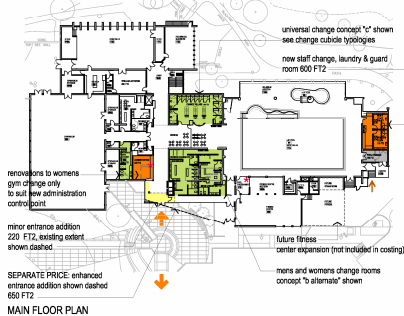 universal change concept "c" shown
see change cubicle typologies
new staff change, laundry & guard
room 600 FT2
renovations to womens
gym change only
to suit new administration
control point
minor entrance addition
220 FT2, existing extent
shown dashed
SEPARATE PRICE: enhanced
entrance addition shown dashed
650 FT2
future fitness
center expansion (not included in costing)
mens and womens change rooms
concept "b alternate" shown
MAIN FLOOR PLAN